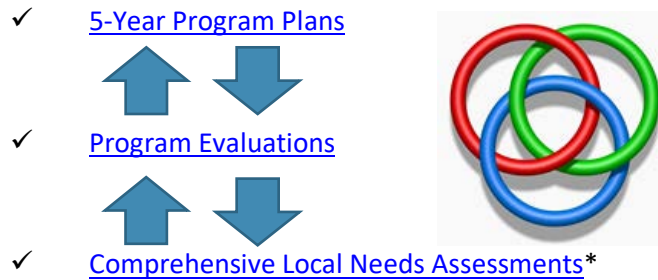 ✓ 5-Year Program Plans
✓ Program Evaluations
✓ Comprehensive Local Needs Assessments*